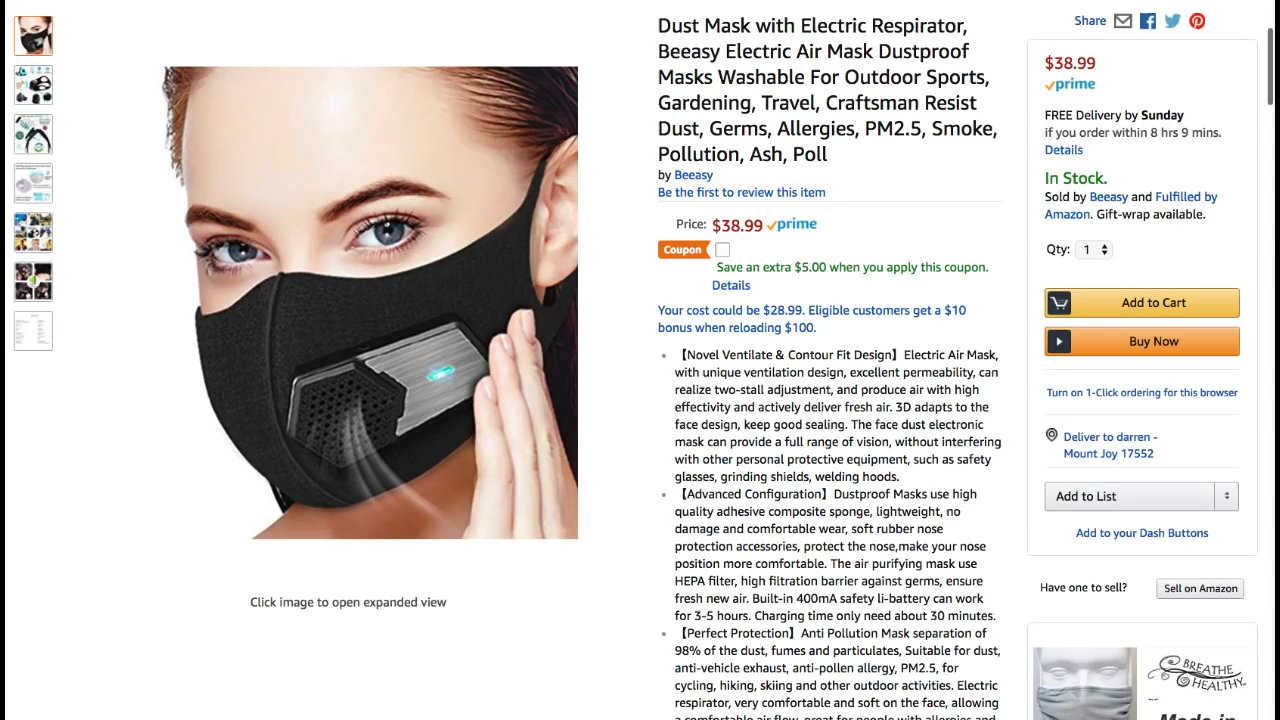 Dust Mask with Electric Respirator,
Beeasy Electric Air Mask Dustproof
Masks Washable For Outdoor Sports,
Gardening, Travel, Craftsman Resist
Dust, Germs, Allergies, PM2.5, Smoke,
Pollution, Ash, Poll
by Beeasy
Be the first to review this item
Price: $38.99 prime
Coupon
Save an extra $5.00 when you apply this coupon.
Details
Your cost could be $28.99. Eligible customers get a $10
bonus when reloading $100.
【Novel Ventilate & Contour Fit Design】Electric Air Mask,
with unique ventilation design, excellent permeability, can
realize two-stall adjustment, and produce air with high
effectivity and actively deliver fresh air. 3D adapts to the
face design, keep good sealing. The face dust electronic
mask can provide a full range of vision, without interfering
with other personal protective equipment, such as safety
glasses, grinding shields, welding hoods.
【Advanced Configuration】Dustproof Masks use high
quality adhesive composite sponge, lightweight, no
damage and comfortable wear, soft rubber nose
protection accessories, protect the nose,make your nose
position more comfortable. The air purifying mask use
HEPA filter, high filtration barrier against germs, ensure
fresh new air. Built-in 400mA safety li-battery can work
for 3-5 hours. Charging time only need about 30 minutes.
【Perfect Protection】Anti Pollution Mask separation of
98% of the dust, fumes and particulates, Suitable for dust,
anti-vehicle exhaust, anti-pollen allergy, PM2.5, for
cycling, hiking, skiing and other outdoor activities. Electric
respirator, very comfortable and soft on the face, allowing
a comfortable air flow, great for people with allergies and
Click image to open expanded view
Share
$38.99
prime
FREE Delivery by Sunday
if you order within 8 hrs 9 mins.
Details
In Stock.
Sold by Beeasy and Fulfilled by
Amazon. Gift-wrap available.
Qty: 1
Add to Cart
Buy Now
Turn on 1-Click ordering for this browser
Deliver to darren -
Mount Joy 17552
Add to List
Add to your Dash Buttons
Have one to sell? Sell on Amazon
BREATHE
HEALTHY
Made in